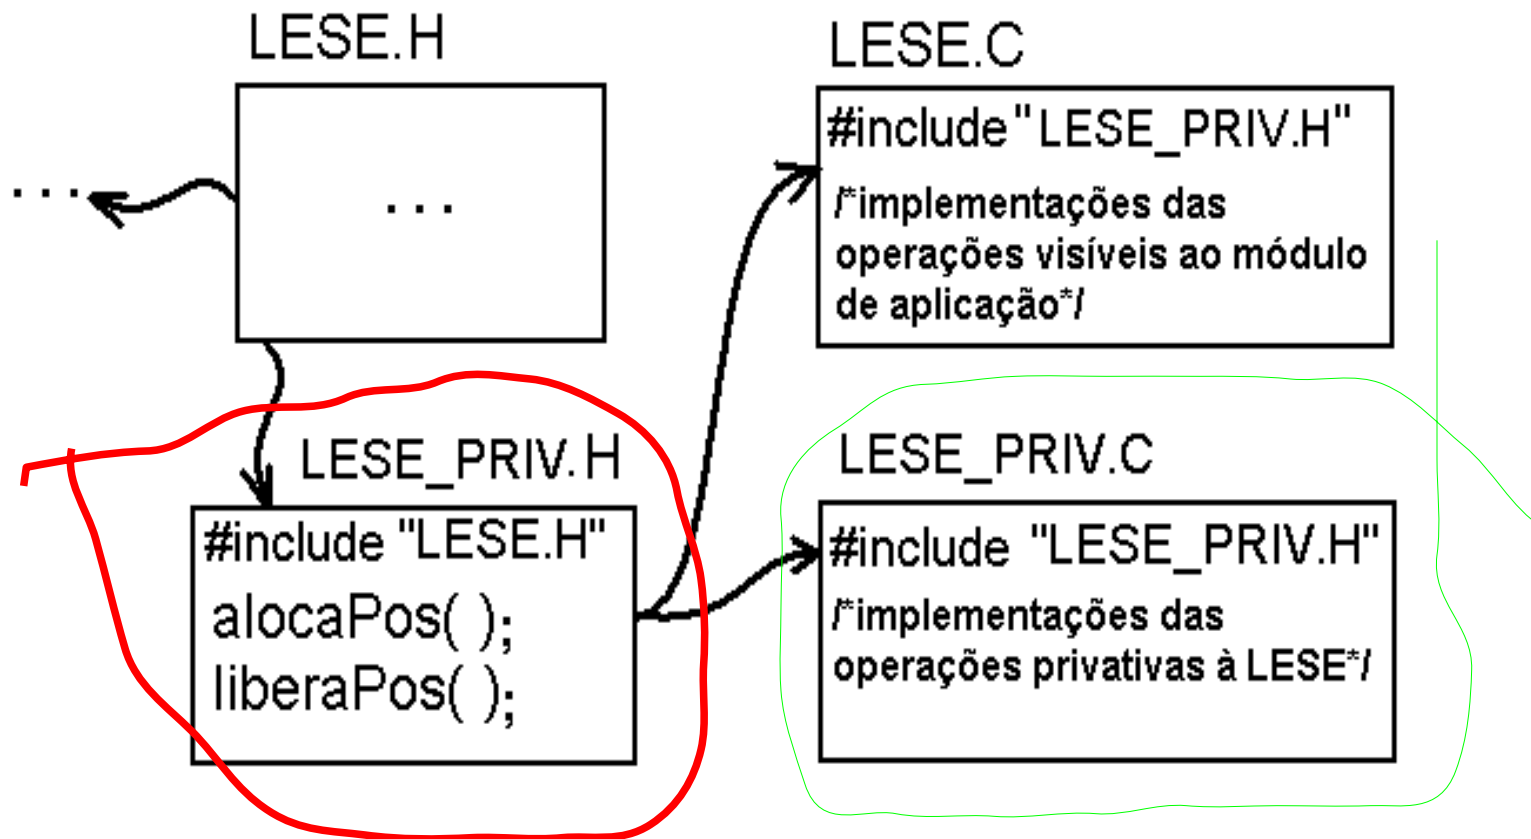 LESE.H
. . .
. . .
LESE.C
#include "LESE_PRIV.H"
/*implementações das
operações visíveis ao módulo
de aplicação*/
LESE_PRIV.H
#include "LESE.H"
alocaPos( );
liberaPos( );
LESE_PRIV.C
#include "LESE_PRIV.H"
/*implementações das
operações privativas à LESE*/